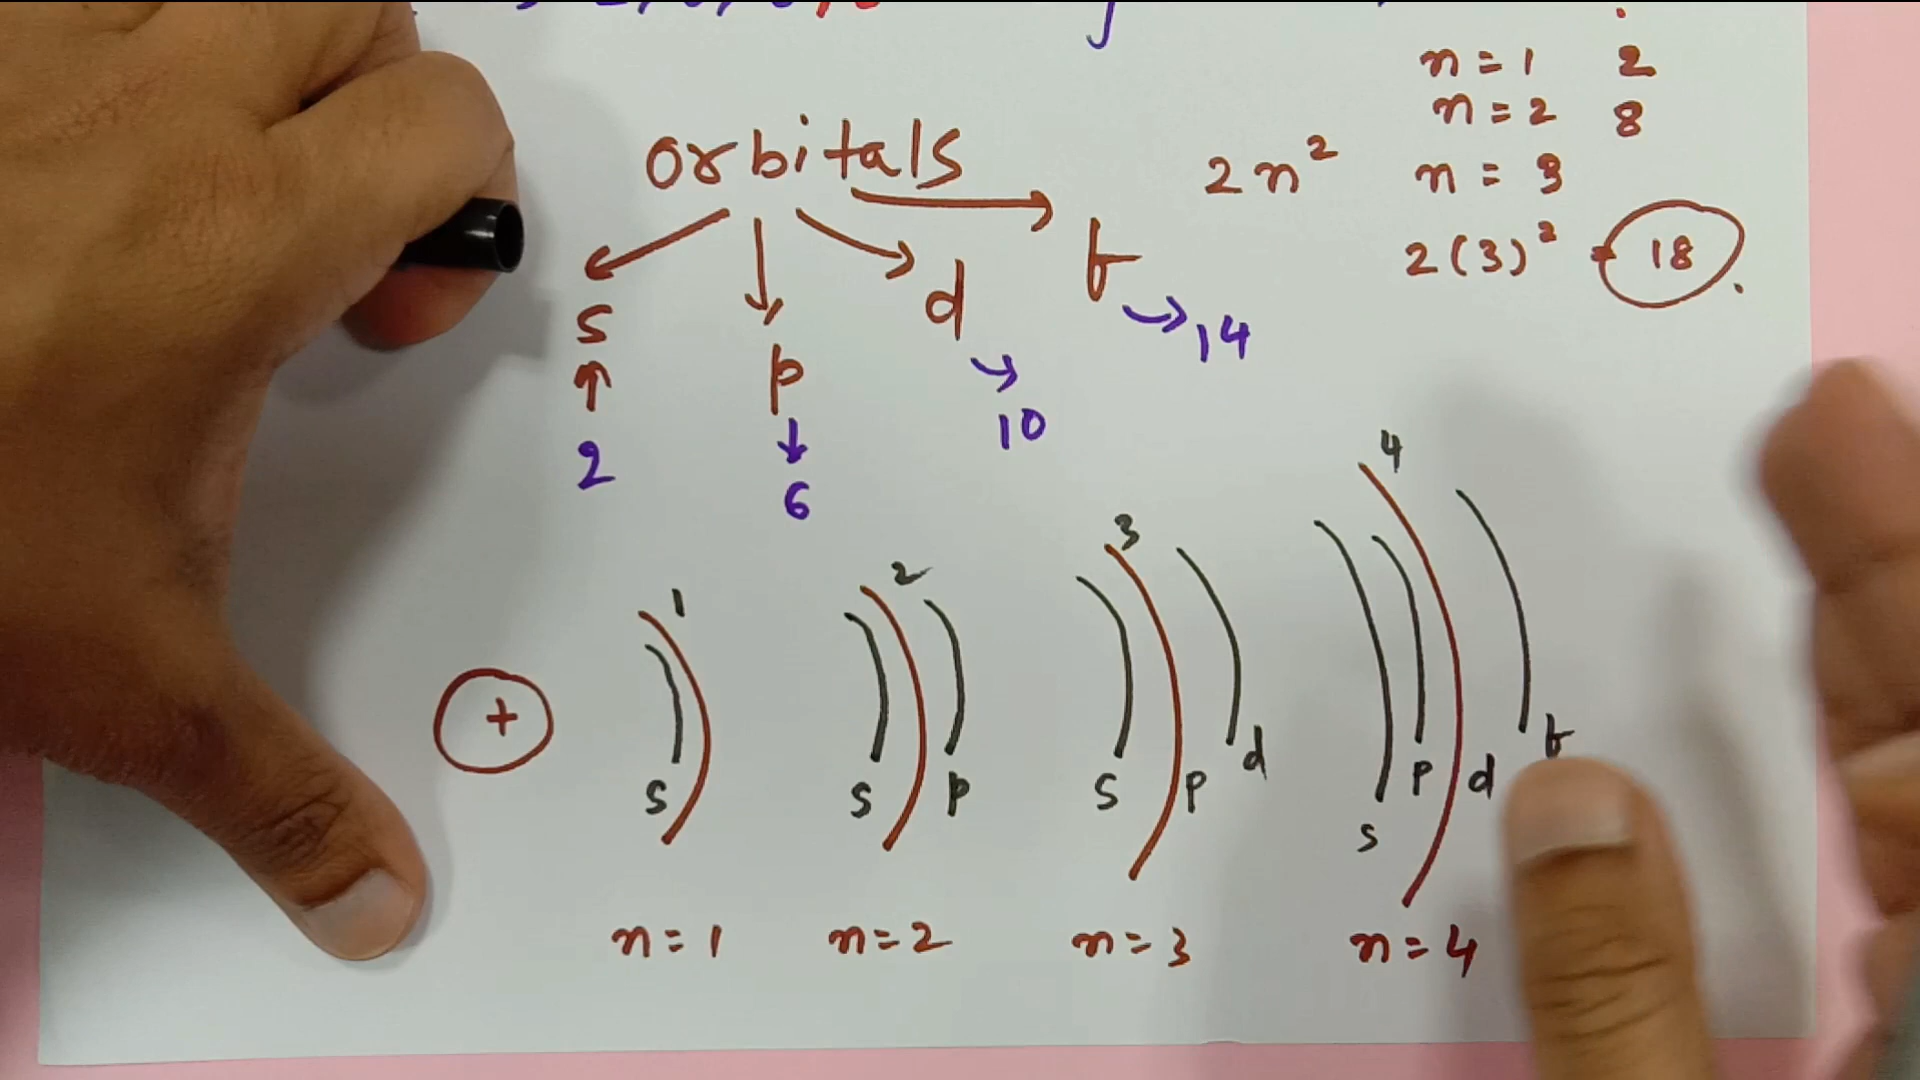 n = 1 2
n = 2 8
orbitals
2n² n = 3
2(3)² = 18.
s p d f
2 6 10 14
1 2 3 4
s s p s p d s p d f
n = 1 n = 2 n = 3 n = 4
+